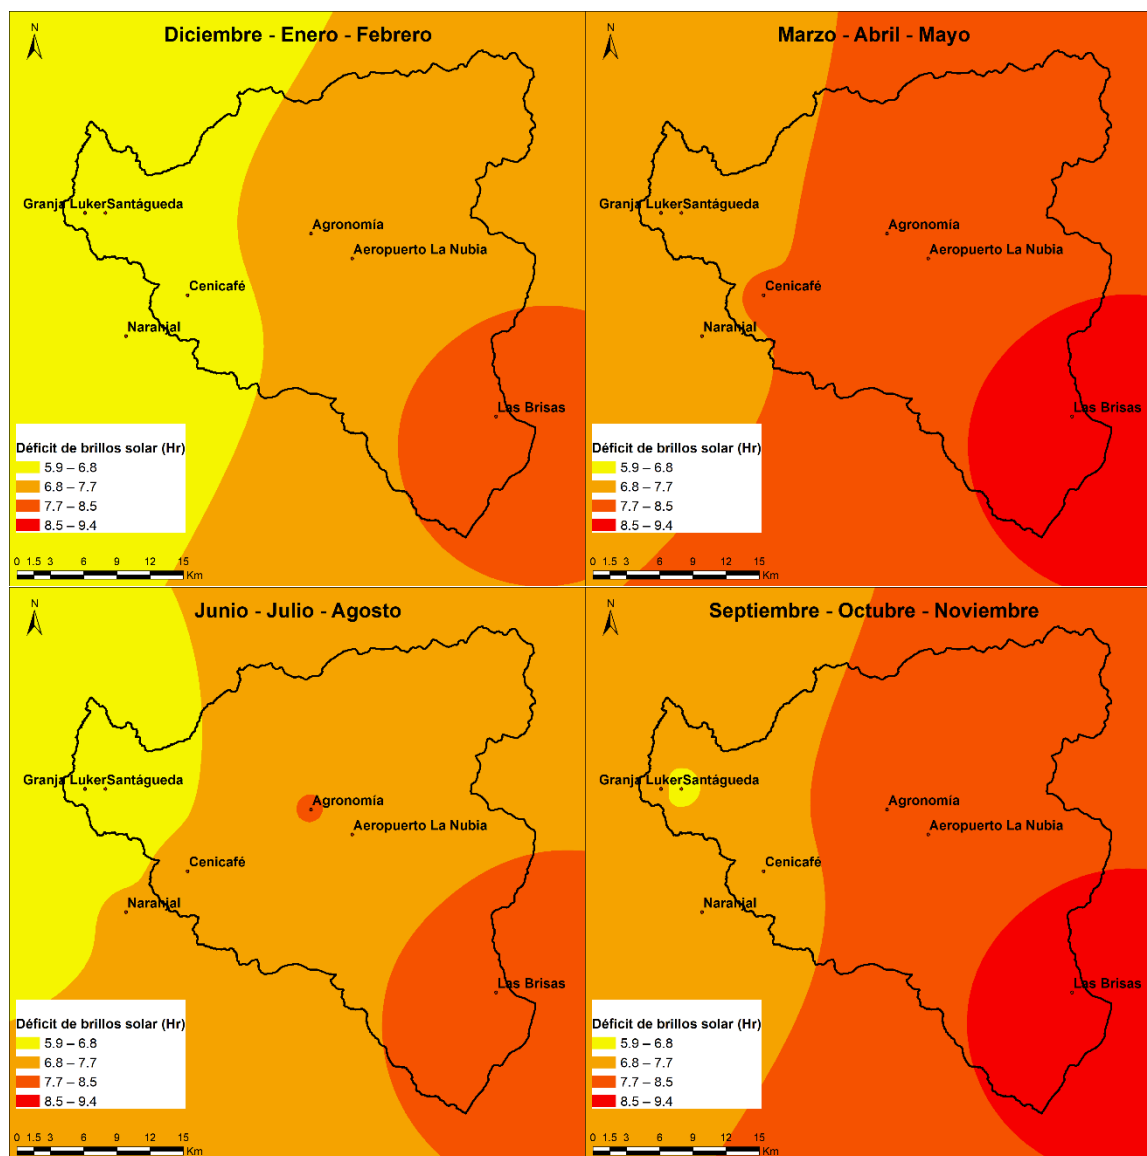 Diciembre - Enero - Febrero
N
Granja Luker
Santágueda
Agronomía
Aeropuerto La Nubia
Cenicafé
Naranjal
Las Brisas
Déficit de brillos solar (Hr)
5.9 – 6.8
6.8 – 7.7
7.7 – 8.5
8.5 – 9.4
0 1.5 3 6 9 12 15
Km
Marzo - Abril - Mayo
N
Granja Luker
Santágueda
Agronomía
Aeropuerto La Nubia
Cenicafé
Naranjal
Las Brisas
Déficit de brillos solar (Hr)
5.9 – 6.8
6.8 – 7.7
7.7 – 8.5
8.5 – 9.4
0 1.5 3 6 9 12 15
Km
Junio - Julio - Agosto
N
Granja Luker
Santágueda
Agronomía
Aeropuerto La Nubia
Cenicafé
Naranjal
Las Brisas
Déficit de brillos solar (Hr)
5.9 – 6.8
6.8 – 7.7
7.7 – 8.5
8.5 – 9.4
0 1.5 3 6 9 12 15
Km
Septiembre - Octubre - Noviembre
N
Granja Luker
Santágueda
Agronomía
Aeropuerto La Nubia
Cenicafé
Naranjal
Las Brisas
Déficit de brillos solar (Hr)
5.9 – 6.8
6.8 – 7.7
7.7 – 8.5
8.5 – 9.4
0 1.5 3 6 9 12 15
Km